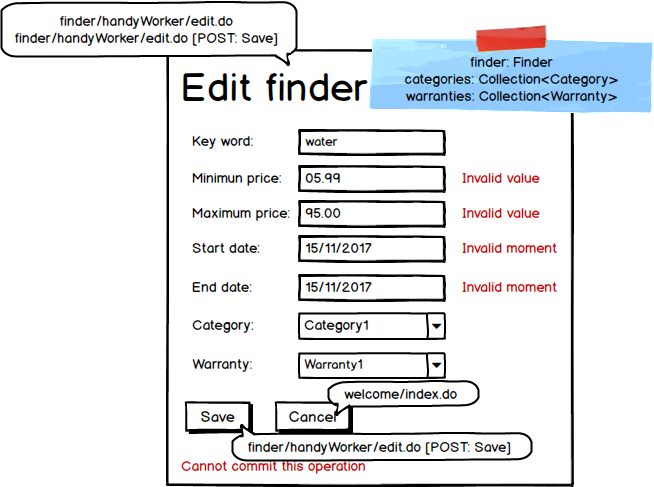 finder/handyWorker/edit.do
finder/handyWorker/edit.do [POST: Save]
finder: Finder
categories: Collection<Category>
warranties: Collection<Warranty>
Edit finder
Key word: water
Minimun price: 05.99 Invalid value
Maximum price: 95.00 Invalid value
Start date: 15/11/2017 Invalid moment
End date: 15/11/2017 Invalid moment
Category: Category1
Warranty: Warranty1
welcome/index.do
Save Cancel
finder/handyWorker/edit.do [POST: Save]
Cannot commit this operation